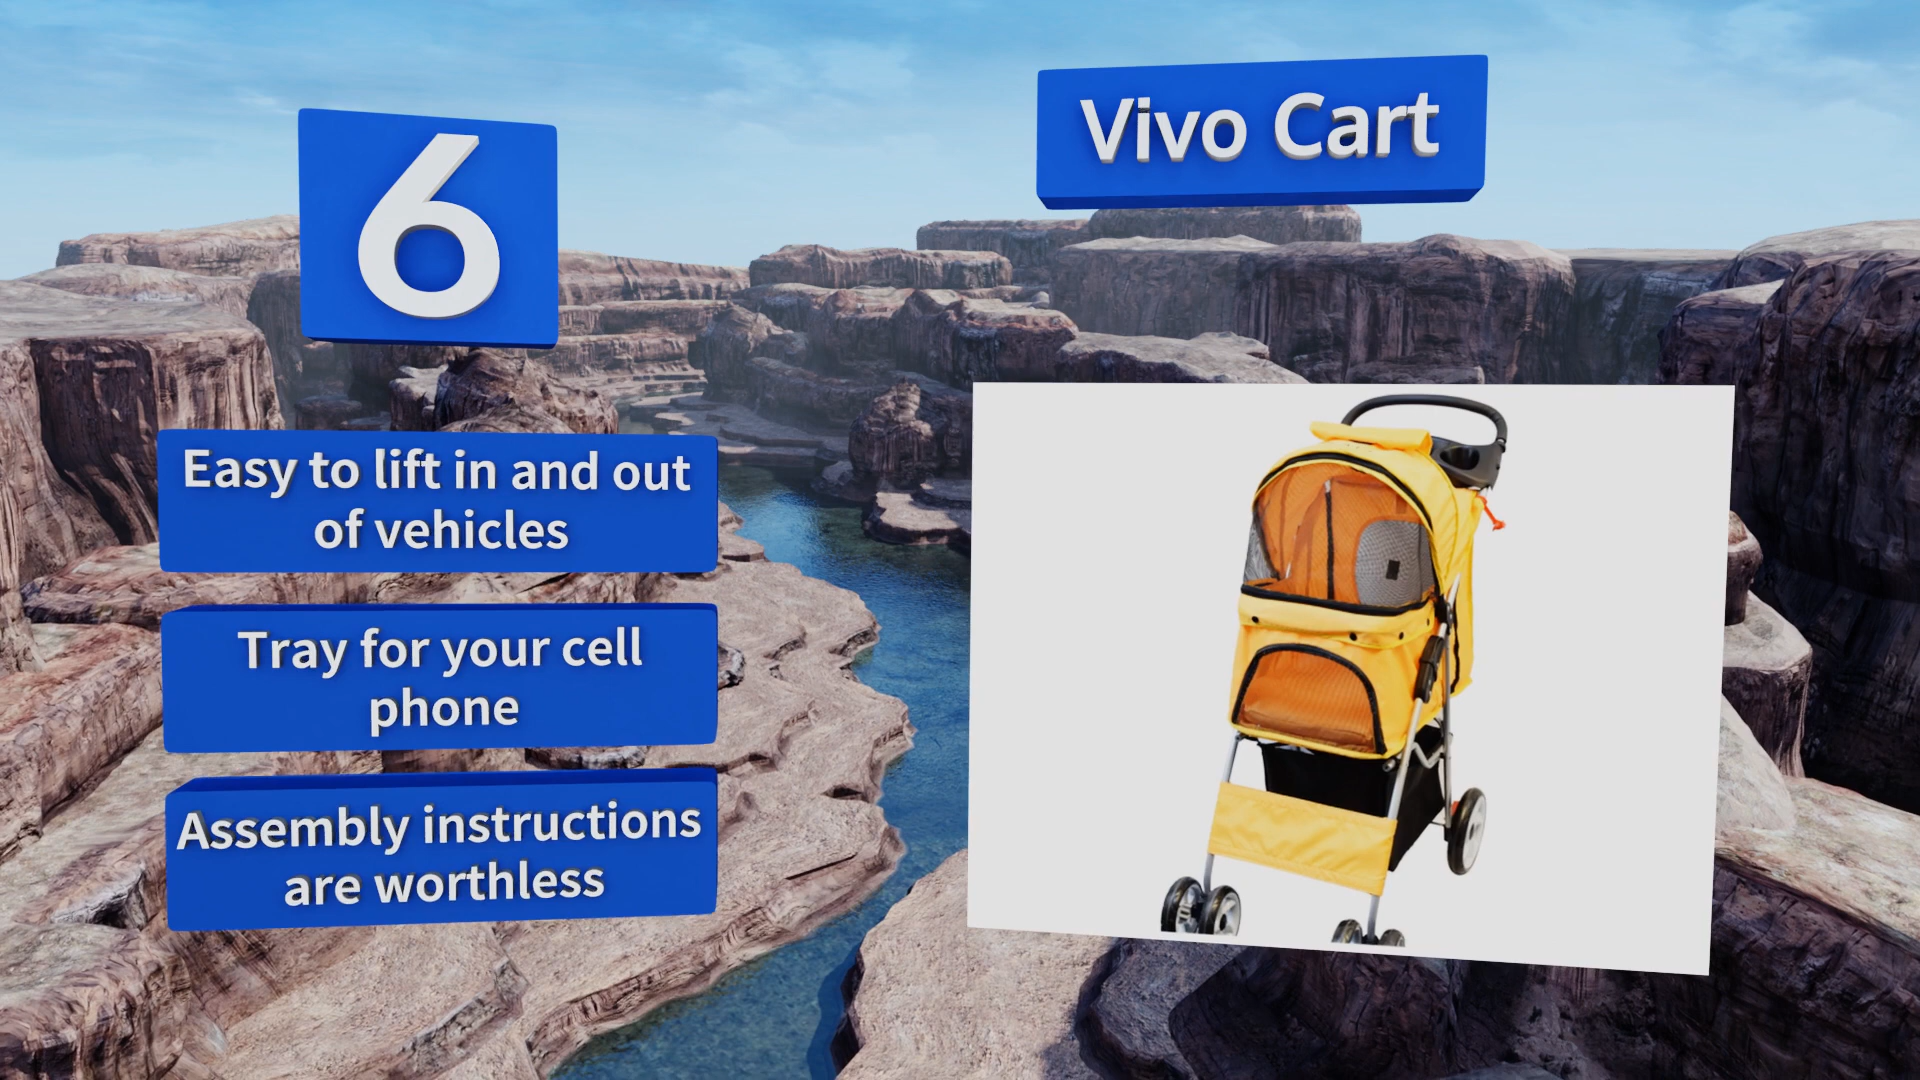 6
Vivo Cart
Easy to lift in and out
of vehicles
Tray for your cell
phone
Assembly instructions
are worthless